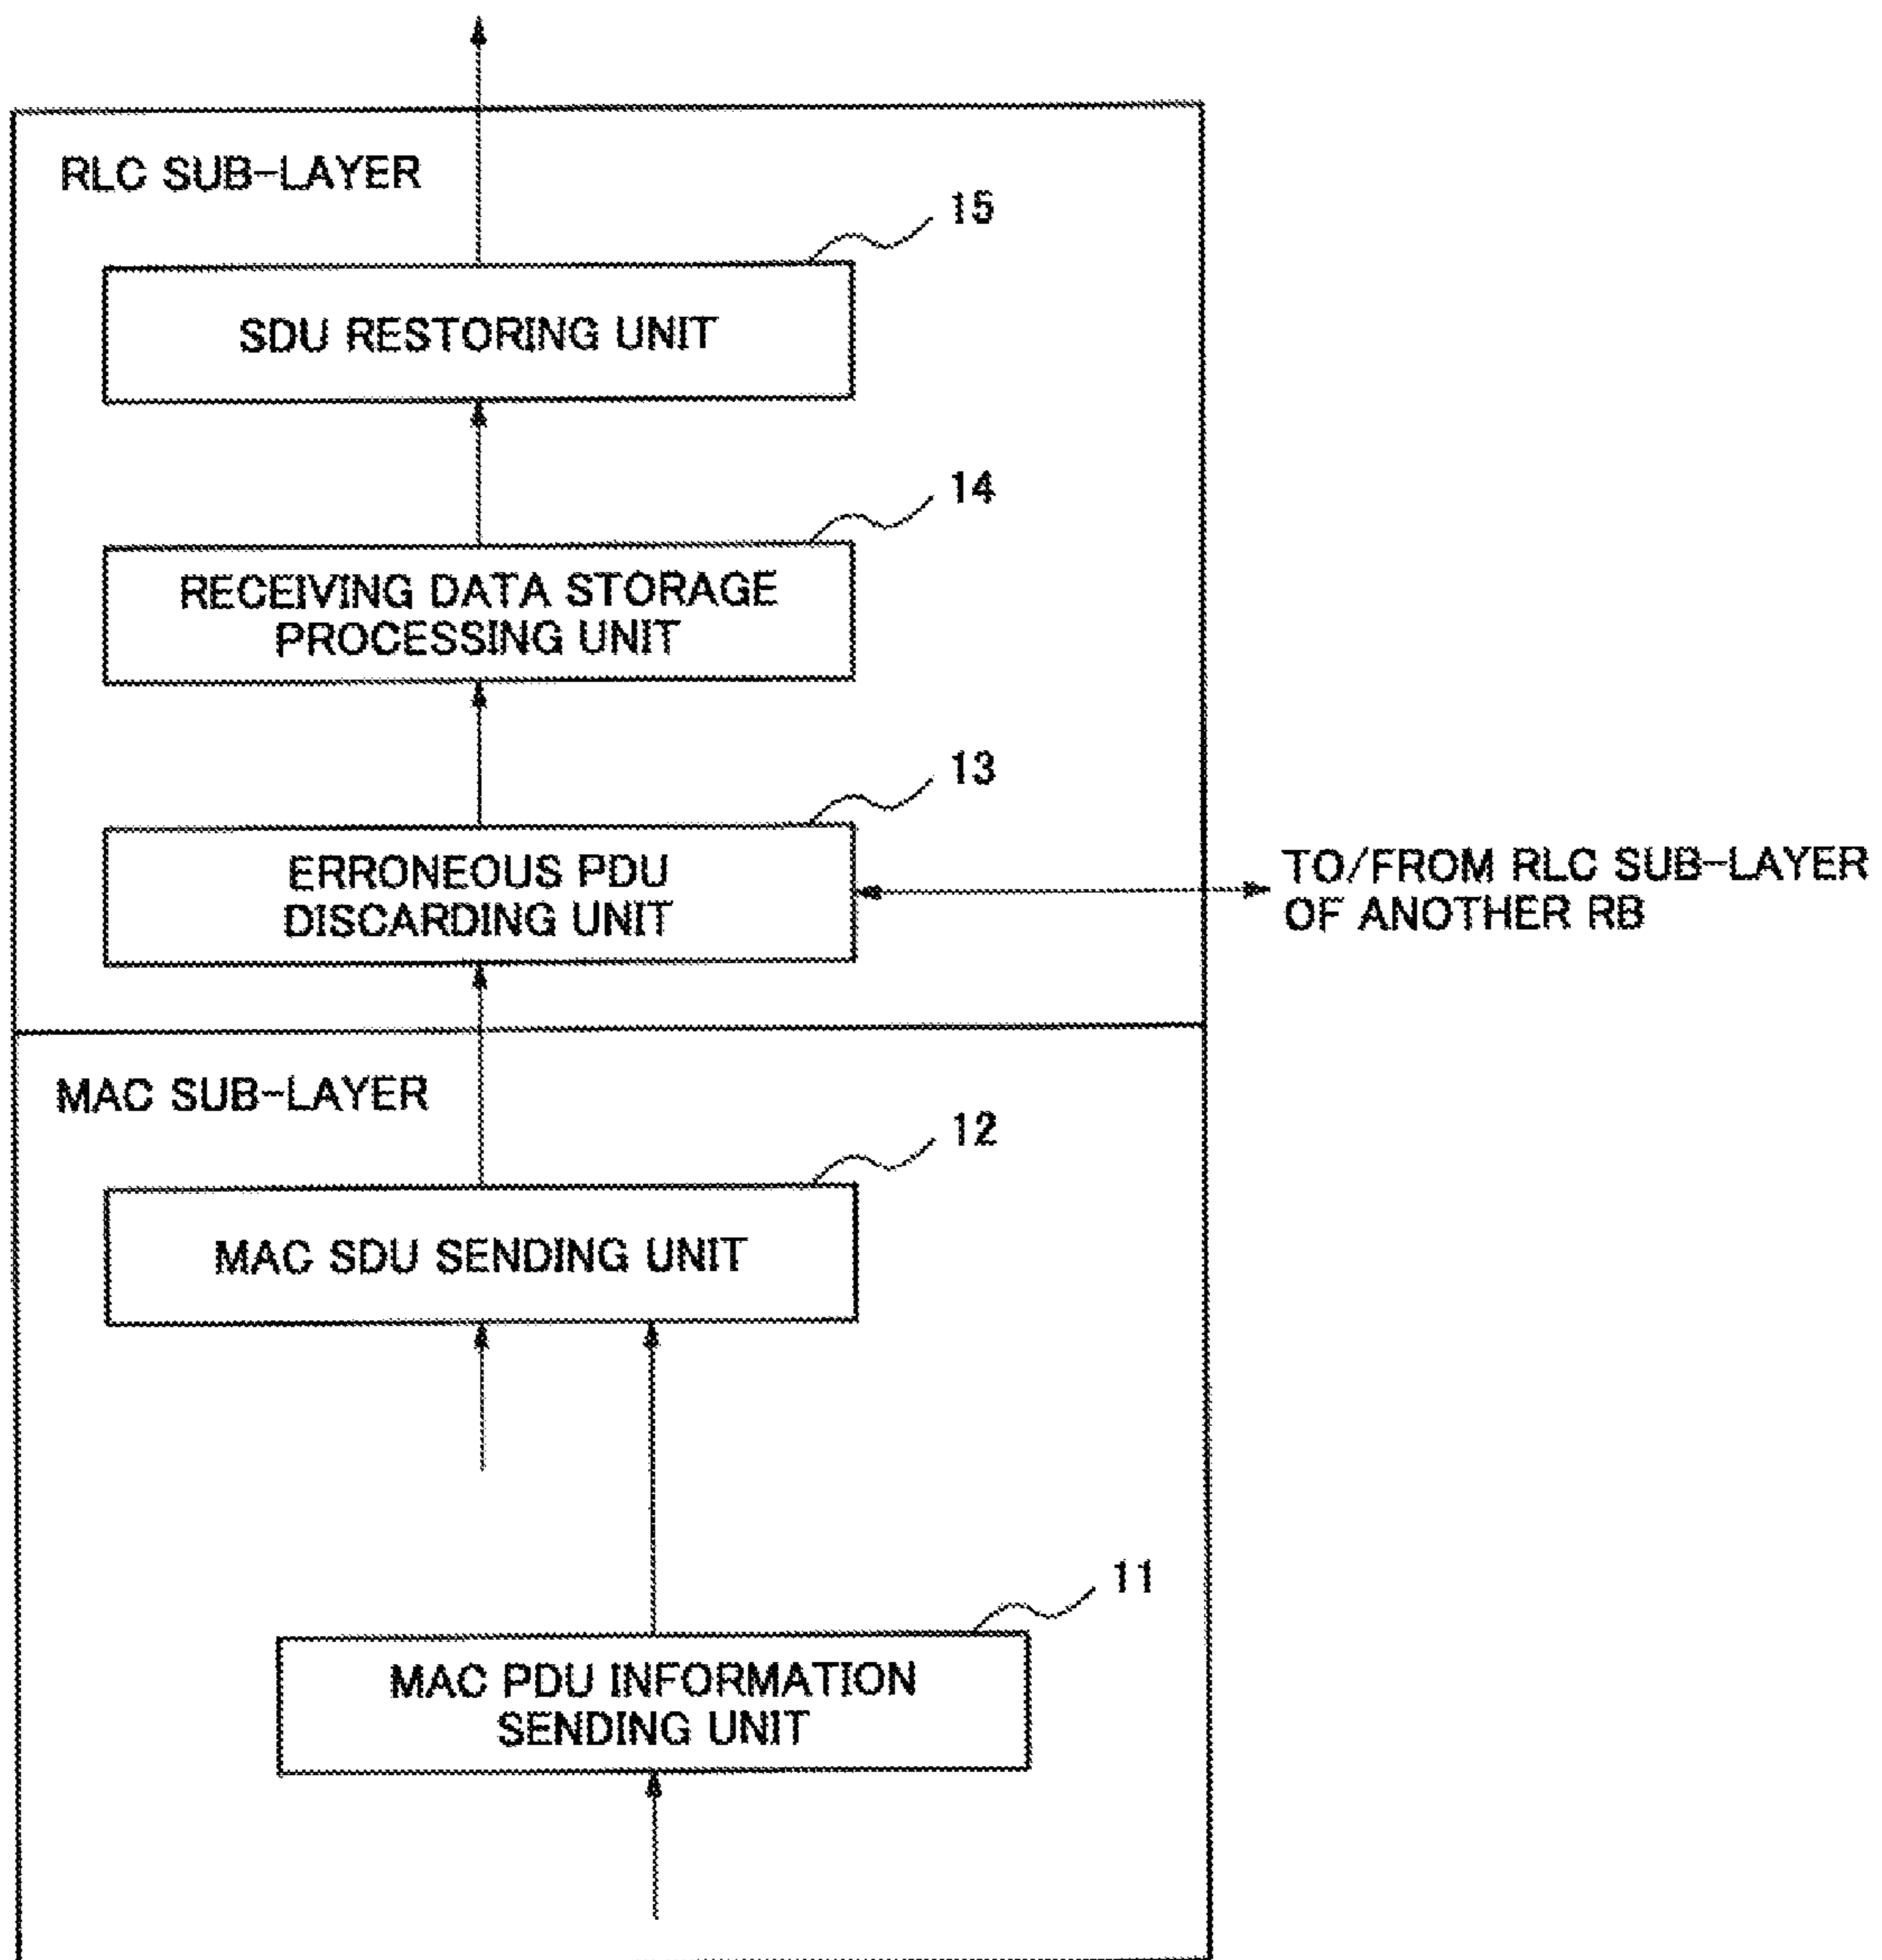 RLC SUB-LAYER
15
SDU RESTORING UNIT
14
RECEIVING DATA STORAGE
PROCESSING UNIT
13
ERRONEOUS PDU
DISCARDING UNIT
TO/FROM RLC SUB-LAYER
OF ANOTHER RB
MAC SUB-LAYER
12
MAC SDU SENDING UNIT
11
MAC PDU INFORMATION
SENDING UNIT